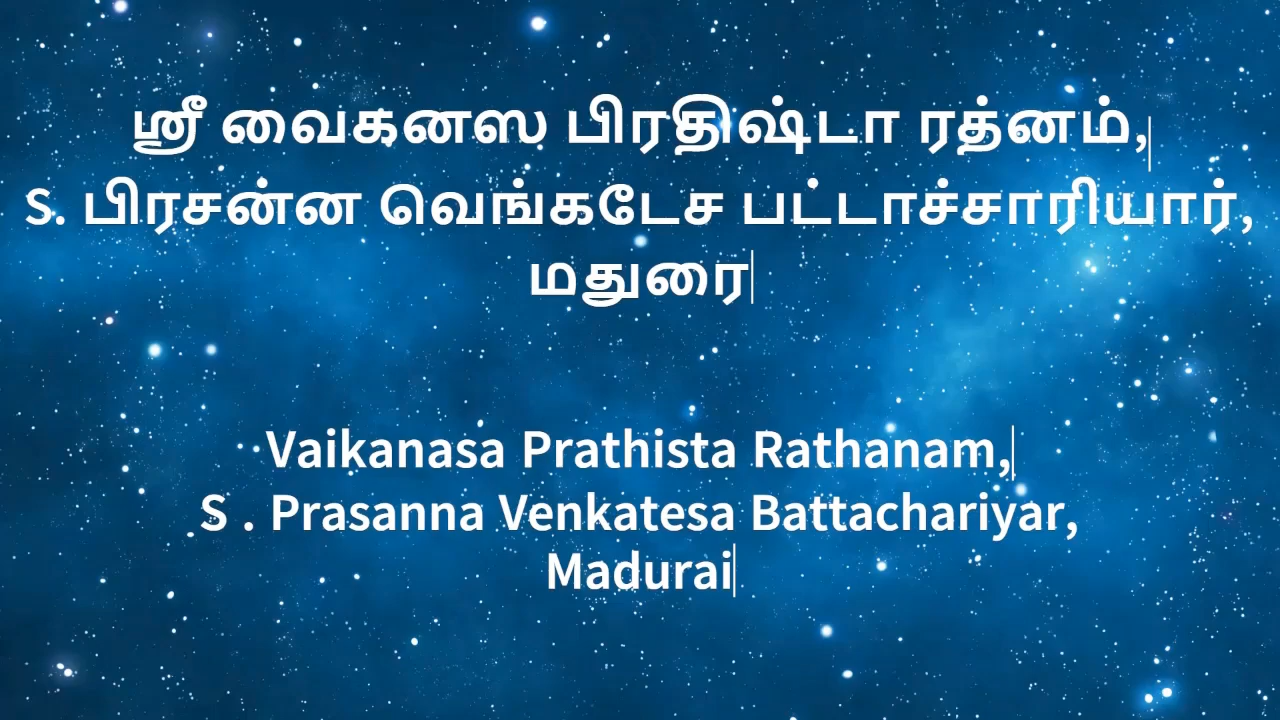 ஸ்ரீ வைகனஸ பிரதிஷ்டா ரத்னம்,
S. பிரசன்ன வெங்கடேச பட்டாச்சாரியார்,
மதுரை
Vaikanasa Prathista Rathanam,
S . Prasanna Venkatesa Battachariyar,
Madurai